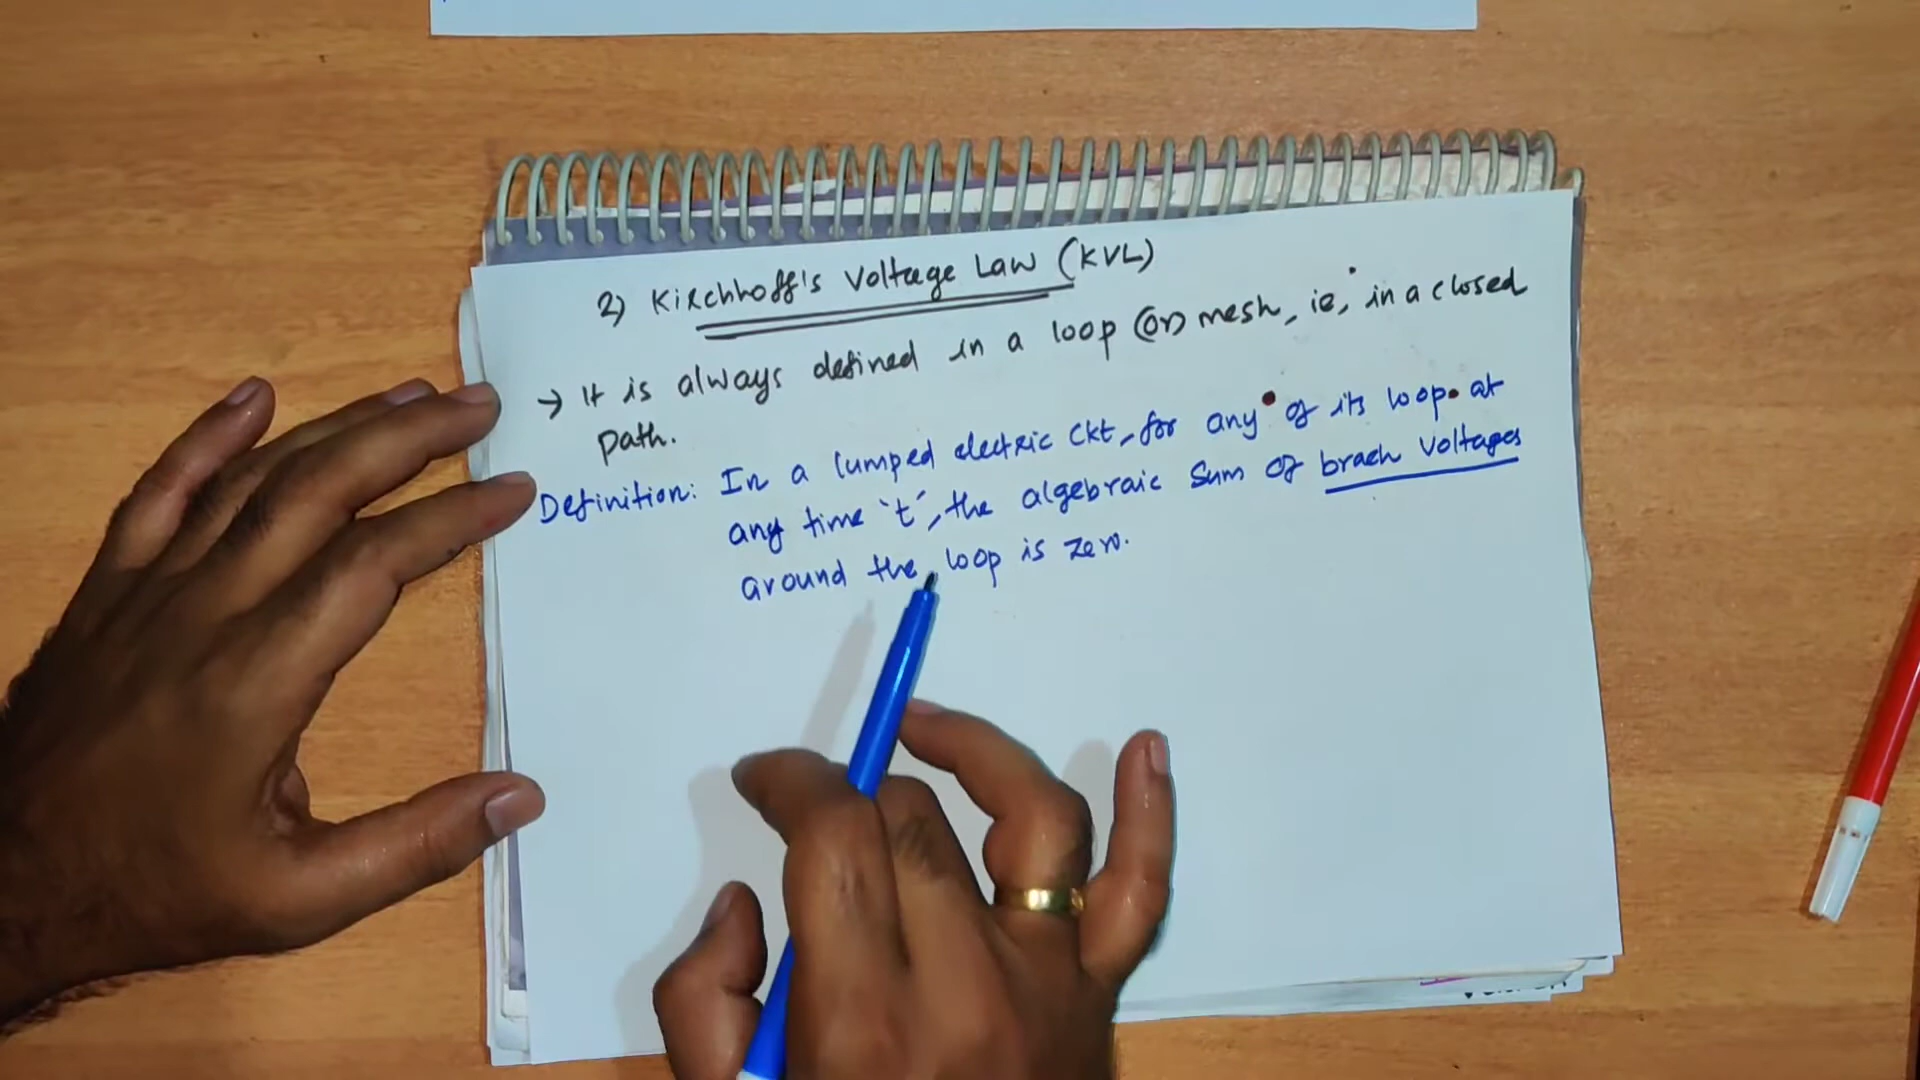 2) Kirchhoff's Voltage Law (KVL)
→ It is always defined in a loop (or) mesh, ie, in a closed
path.
Definition: In a lumped electric ckt, for any of its loop at
any time 't', the algebraic sum of brach voltages
around the loop is zero.